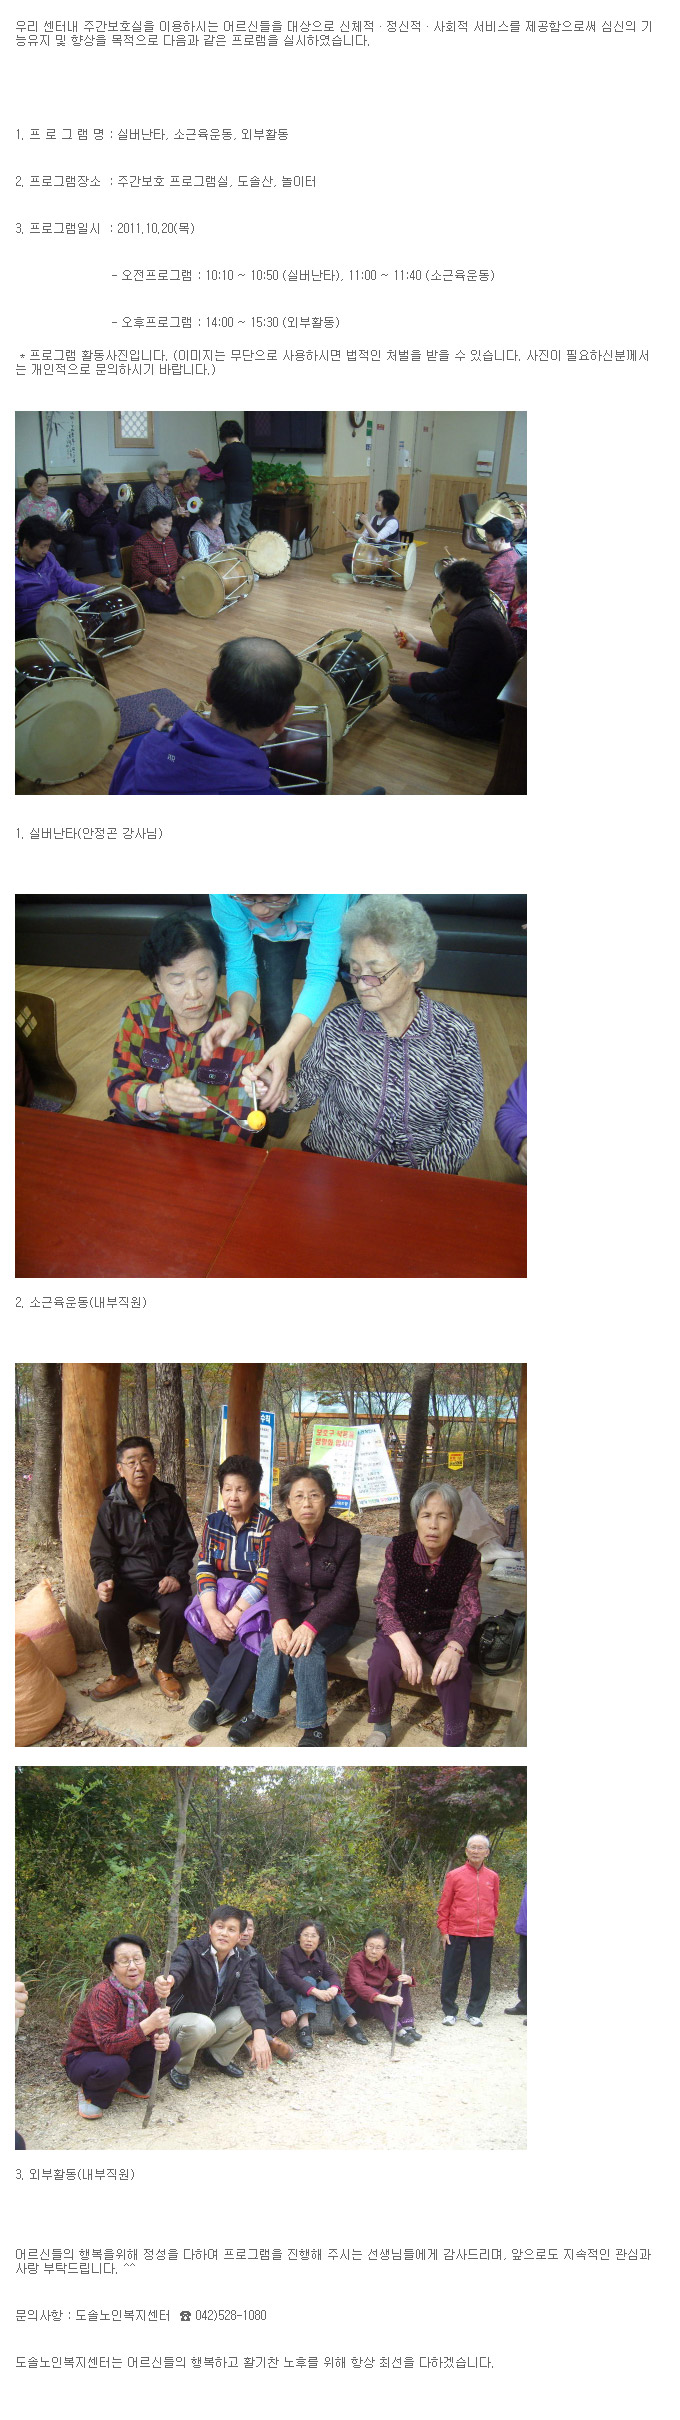 우리 센터내 주간보호실을 이용하시는 어르신들을 대상으로 신체적 · 정신적 · 사회적 서비스를 제공함으로써 심신의 기
능유지 및 향상을 목적으로 다음과 같은 프로램을 실시하였습니다.
1. 프 로 그 램 명 : 실버난타, 소근육운동, 외부활동
2. 프로그램장소 : 주간보호 프로그램실, 도솔산, 놀이터
3. 프로그램일시 : 2011.10.20(목)
- 오전프로그램 : 10:10 ~ 10:50 (실버난타), 11:00 ~ 11:40 (소근육운동)
- 오후프로그램 : 14:00 ~ 15:30 (외부활동)
* 프로그램 활동사진입니다. (이미지는 무단으로 사용하시면 법적인 처벌을 받을 수 있습니다. 사진이 필요하신분께서
는 개인적으로 문의하시기 바랍니다.)
1. 실버난타(안정곤 강사님)
2. 소근육운동(내부직원)
3. 외부활동(내부직원)
어르신들의 행복을위해 정성을 다하여 프로그램을 진행해 주시는 선생님들에게 감사드리며, 앞으로도 지속적인 관심과
사랑 부탁드립니다. ^^
문의사항 : 도솔노인복지센터 ☎ 042)528-1080
도솔노인복지센터는 어르신들의 행복하고 활기찬 노후를 위해 항상 최선을 다하겠습니다.